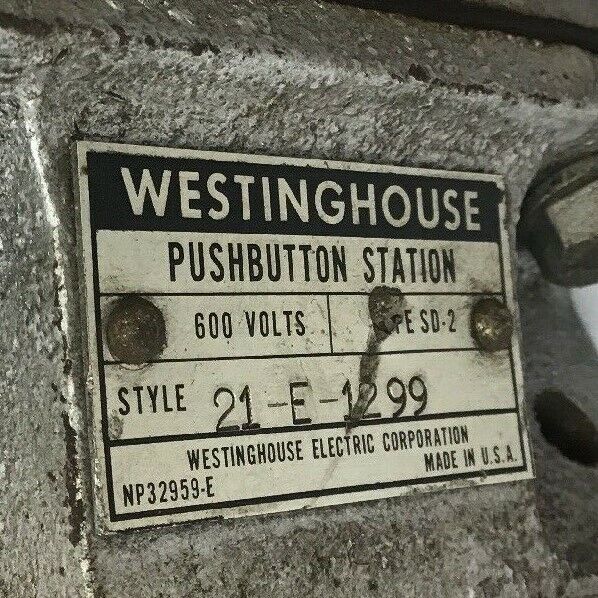 WESTINGHOUSE
PUSHBUTTON STATION
600 VOLTS SD-2
STYLE 21-E-1299
WESTINGHOUSE ELECTRIC CORPORATION
NP32959-E MADE IN U.S.A.